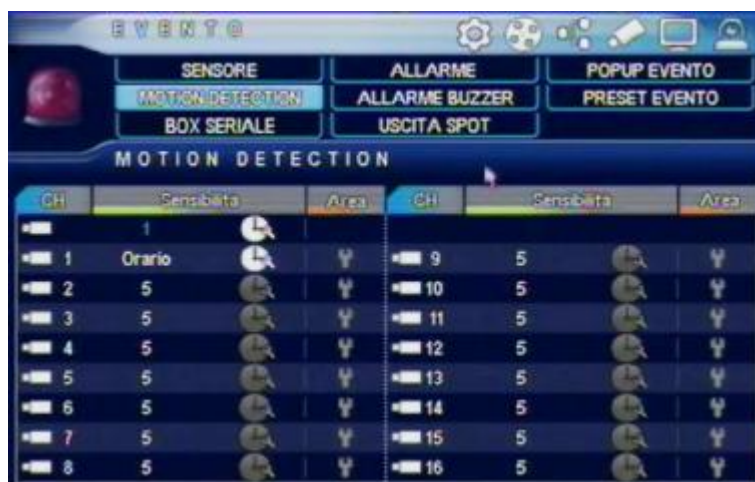 EVENTO
SENSORE ALLARME POPUP EVENTO
MOTION DETECTION ALLARME BUZZER PRESET EVENTO
BOX SERIALE USCITA SPOT
MOTION DETECTION
CH Sensibilità Area CH Sensibilità Area
1
1 Orario 9 5
2 5 10 5
3 5 11 5
4 5 12 5
5 5 13 5
6 5 14 5
7 5 15 5
8 5 16 5